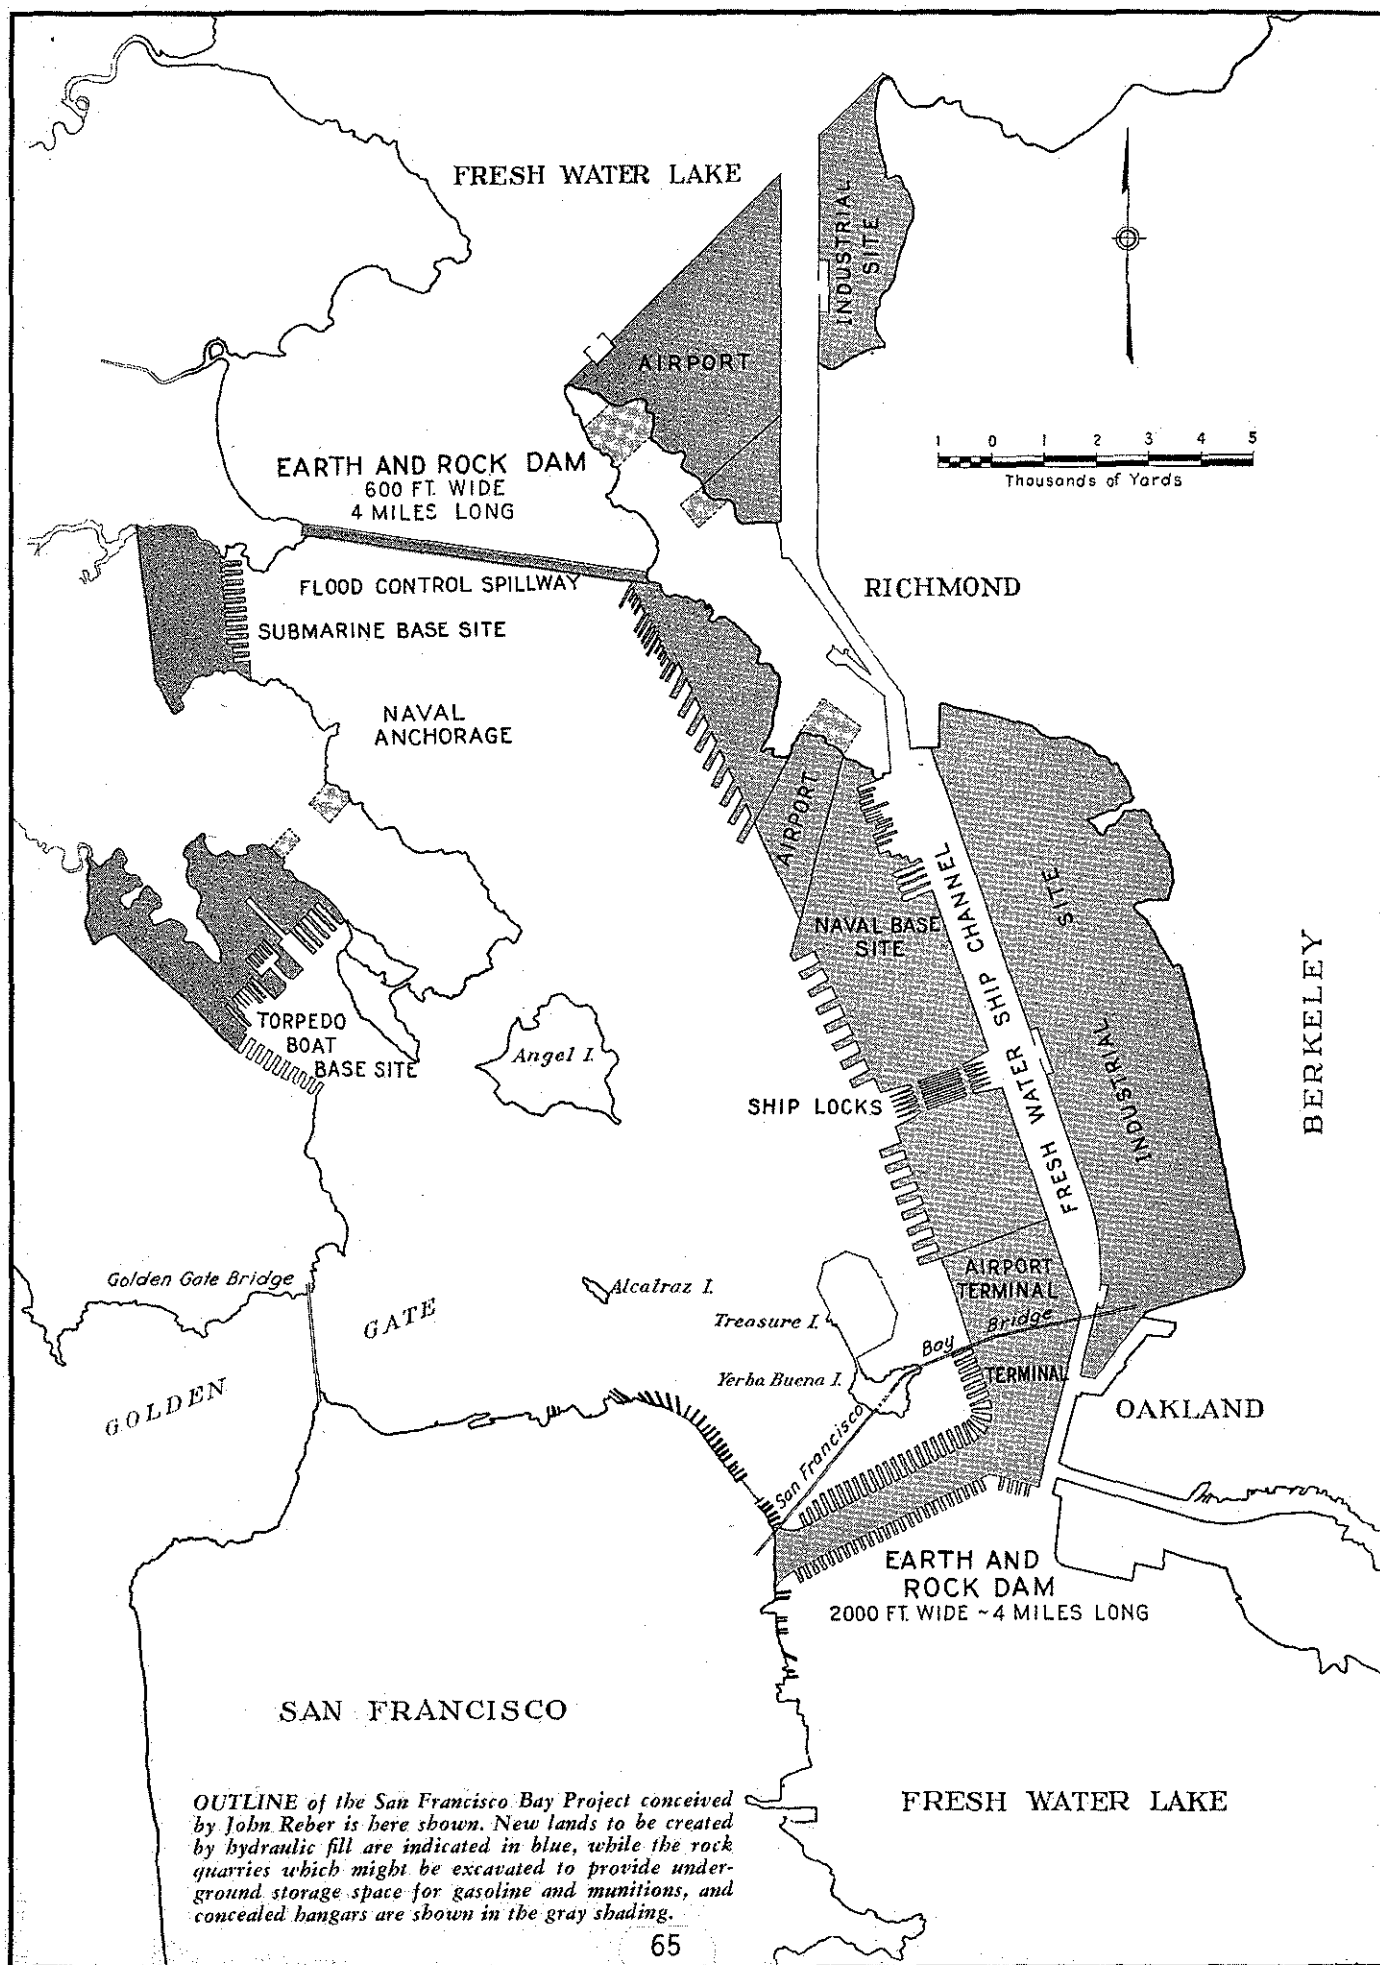 FRESH WATER LAKE
INDUSTRIAL
SITE
AIRPORT
1 0 1 2 3 4 5
Thousands of Yards
EARTH AND ROCK DAM
600 FT. WIDE
4 MILES LONG
FLOOD CONTROL SPILLWAY
RICHMOND
SUBMARINE BASE SITE
NAVAL
ANCHORAGE
AIRPORT
NAVAL BASE
SITE
FRESH WATER SHIP CHANNEL
INDUSTRIAL SITE
BERKELEY
TORPEDO
BOAT
BASE SITE
Angel I.
SHIP LOCKS
Golden Gate Bridge
GOLDEN GATE
Alcatraz I.
Treasure I.
Yerba Buena I.
AIRPORT
TERMINAL
San Francisco Bay Bridge
TERMINAL
OAKLAND
EARTH AND
ROCK DAM
2000 FT. WIDE ~ 4 MILES LONG
SAN FRANCISCO
FRESH WATER LAKE
OUTLINE of the San Francisco Bay Project conceived
by John Reber is here shown. New lands to be created
by hydraulic fill are indicated in blue, while the rock
quarries which might be excavated to provide under-
ground storage space for gasoline and munitions, and
concealed hangars are shown in the gray shading.
65